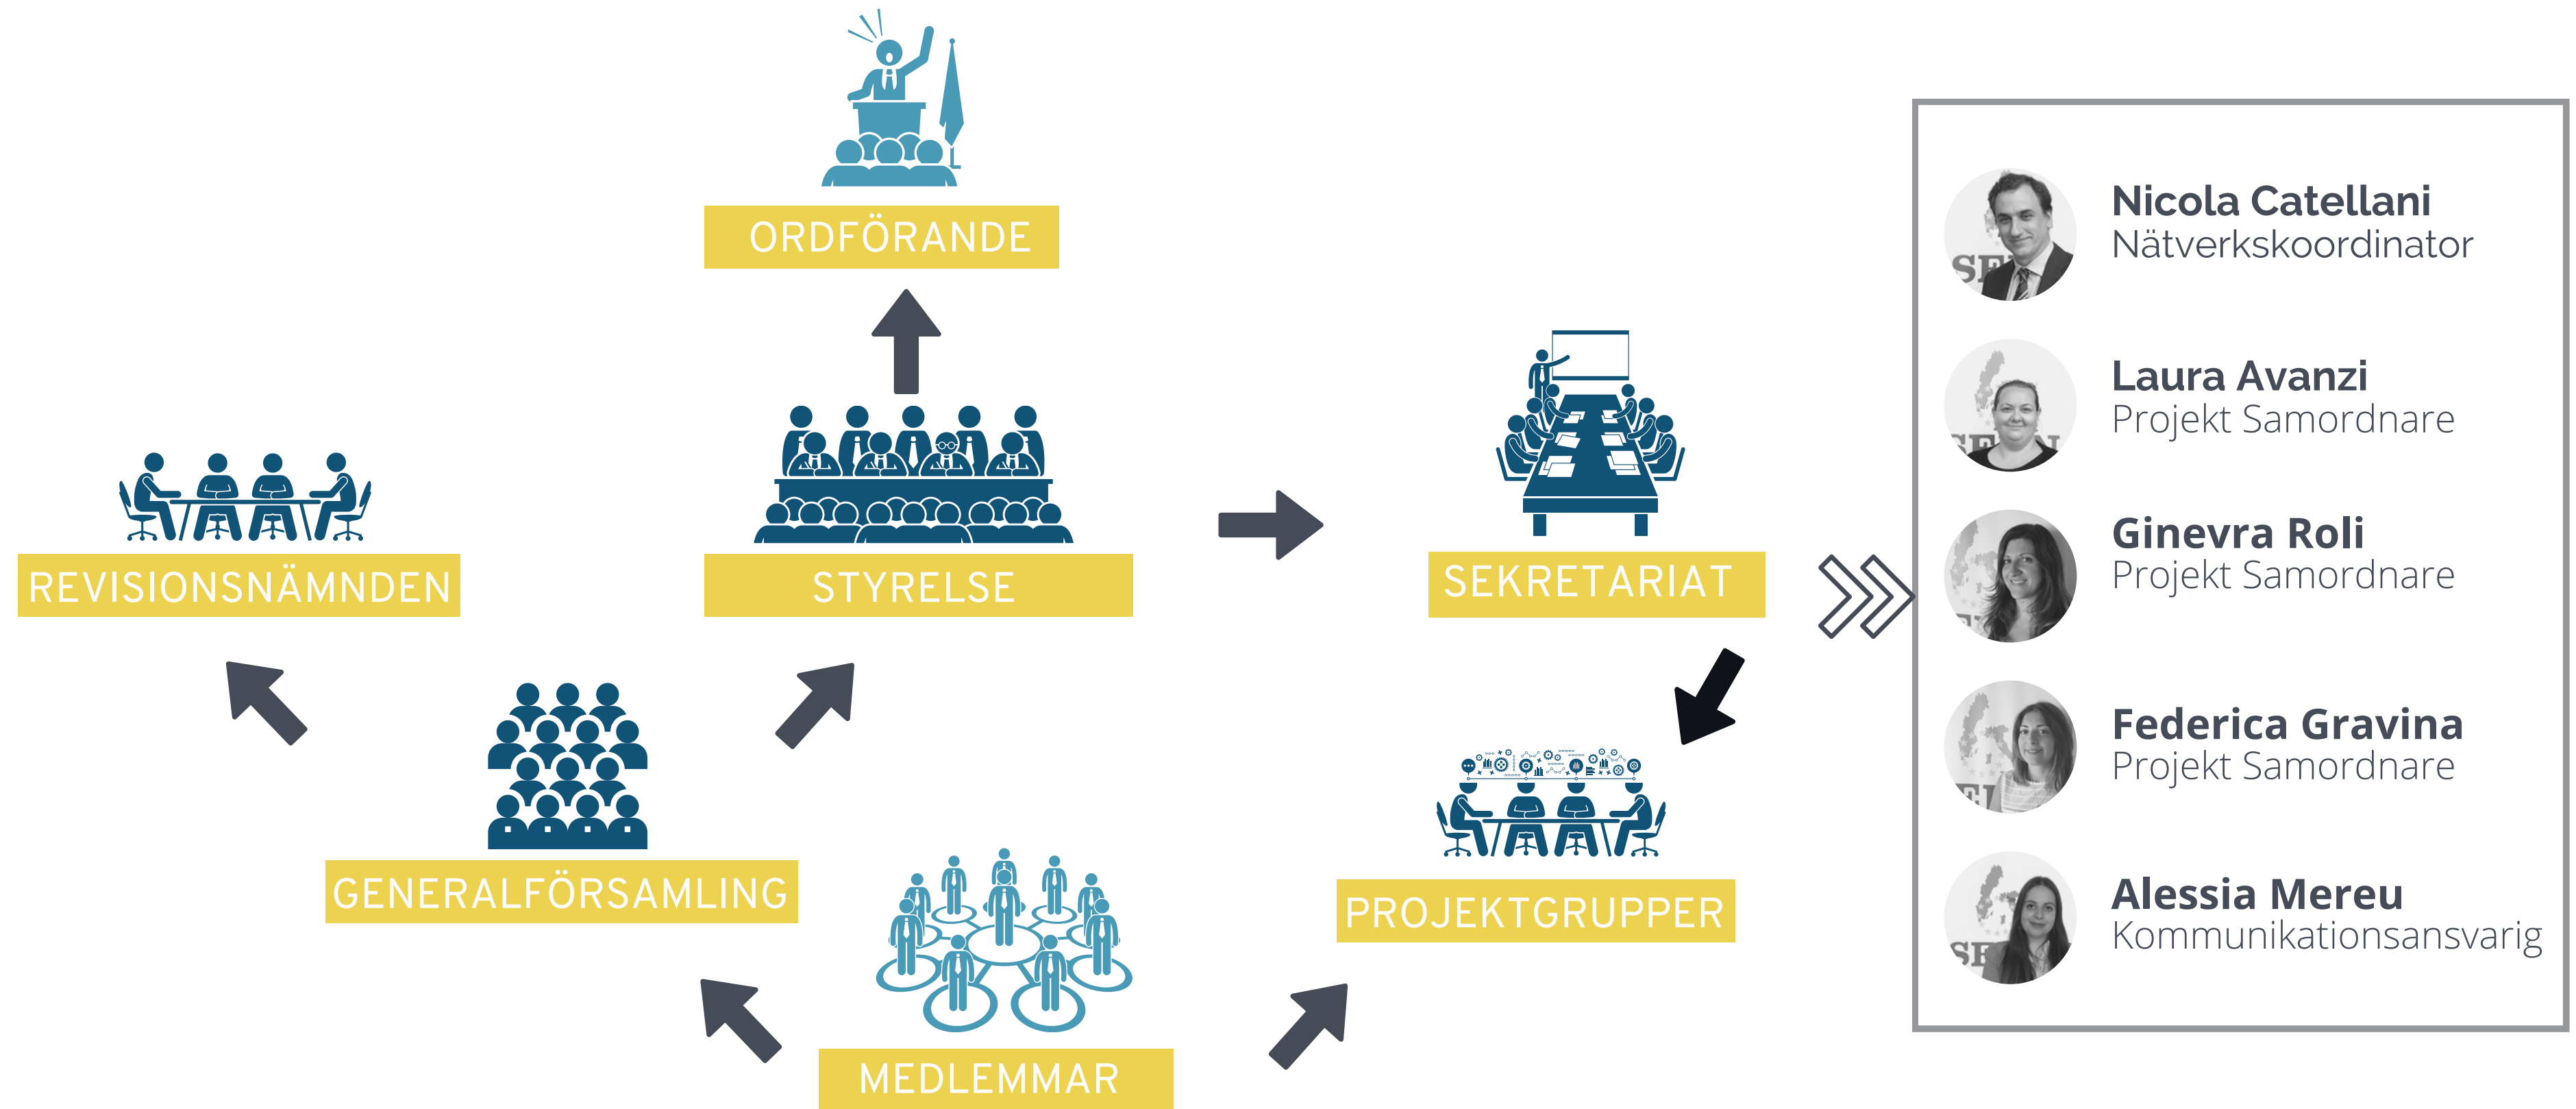 ORDFÖRANDE
REVISIONSNÄMNDEN
STYRELSE
SEKRETARIAT
GENERALFÖRSAMLING
PROJEKTGRUPPER
MEDLEMMAR
Nicola Catellani
Nätverkskoordinator
Laura Avanzi
Projekt Samordnare
Ginevra Roli
Projekt Samordnare
Federica Gravina
Projekt Samordnare
Alessia Mereu
Kommunikationsansvarig